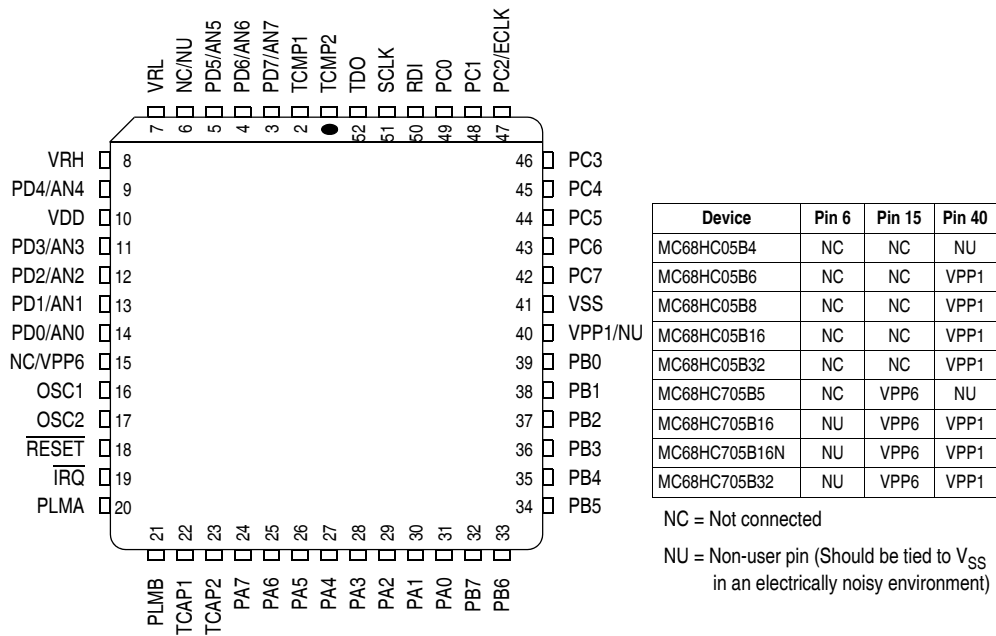 VRL
NC/NU
PD5/AN5
PD6/AN6
PD7/AN7
TCMP1
TCMP2
TDO
SCLK
RDI
PC0
PC1
PC2/ECLK
7
6
5
4
3
2
52
51
50
49
48
47
VRH 8
PD4/AN4 9
VDD 10
PD3/AN3 11
PD2/AN2 12
PD1/AN1 13
PD0/AN0 14
NC/VPP6 15
OSC1 16
OSC2 17
RESET 18
IRQ 19
PLMA 20
46 PC3
45 PC4
44 PC5
43 PC6
42 PC7
41 VSS
40 VPP1/NU
39 PB0
38 PB1
37 PB2
36 PB3
35 PB4
34 PB5
21
22
23
24
25
26
27
28
29
30
31
32
33
PLMB
TCAP1
TCAP2
PA7
PA6
PA5
PA4
PA3
PA2
PA1
PA0
PB7
PB6
Device Pin 6 Pin 15 Pin 40
MC68HC05B4 NC NC NU
MC68HC05B6 NC NC VPP1
MC68HC05B8 NC NC VPP1
MC68HC05B16 NC NC VPP1
MC68HC05B32 NC NC VPP1
MC68HC705B5 NC VPP6 NU
MC68HC705B16 NU VPP6 VPP1
MC68HC705B16N NU VPP6 VPP1
MC68HC705B32 NU VPP6 VPP1
NC = Not connected
NU = Non-user pin (Should be tied to VSS
in an electrically noisy environment)